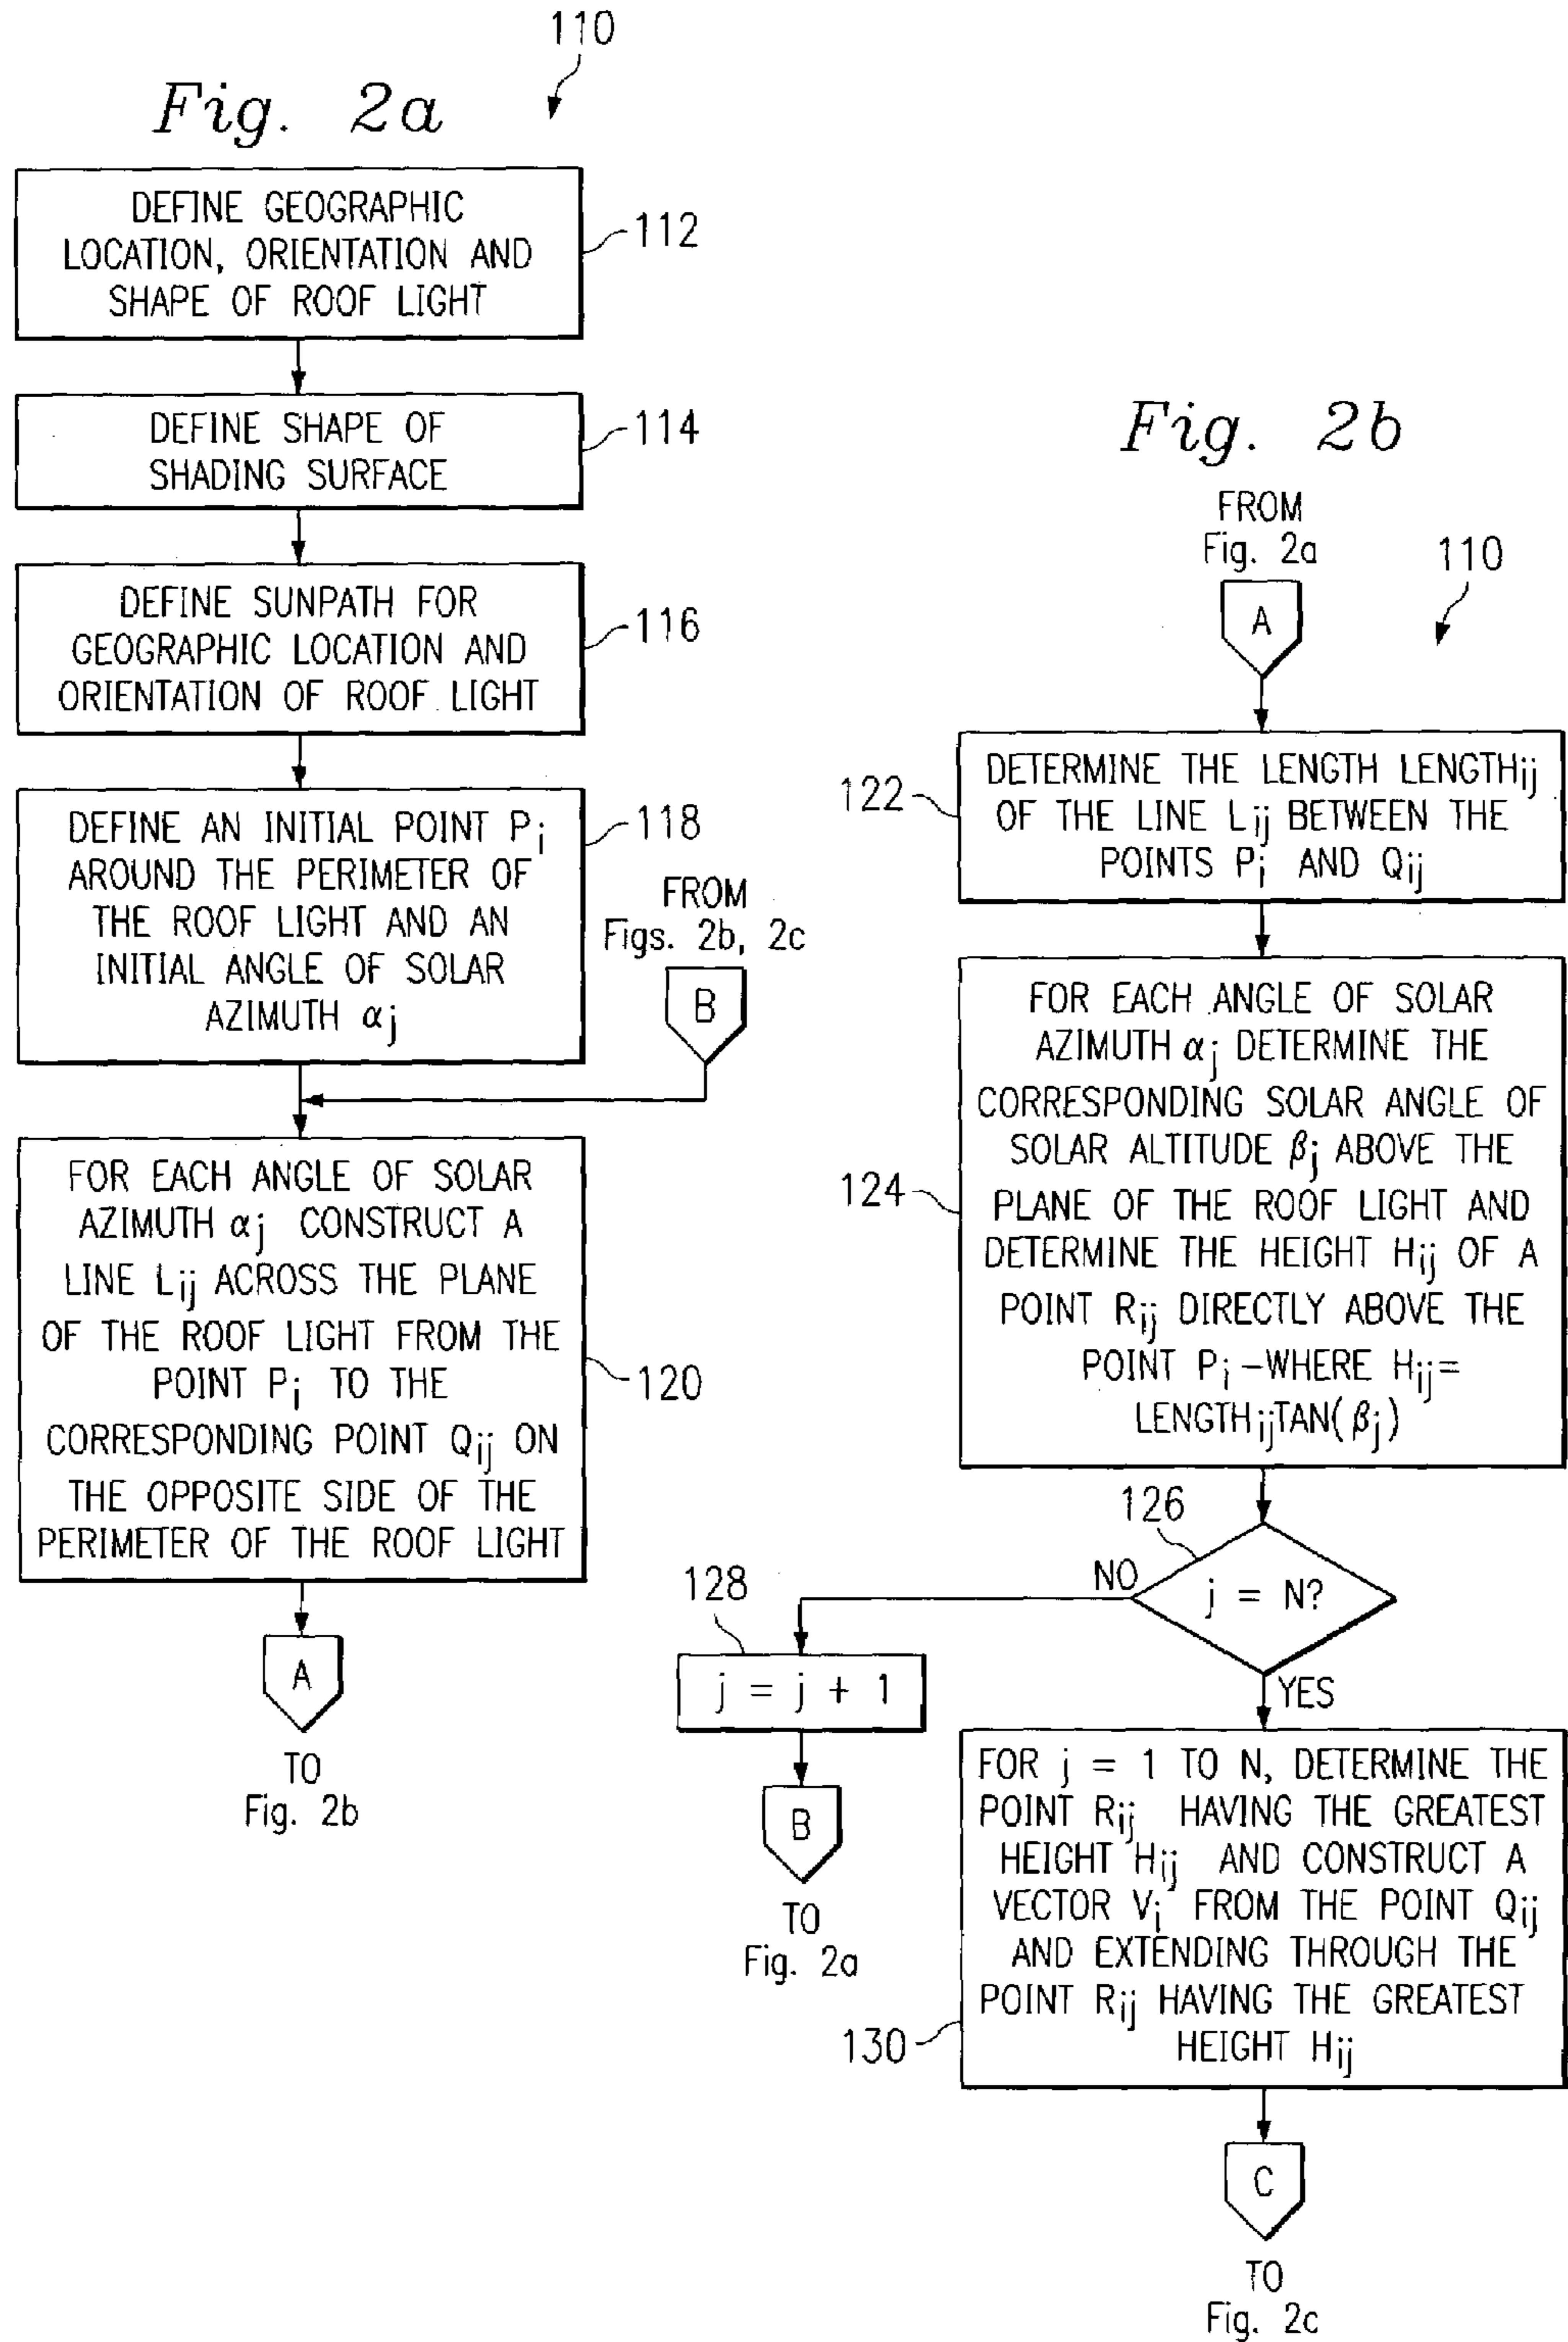 110
Fig. 2a
DEFINE GEOGRAPHIC
LOCATION, ORIENTATION AND
SHAPE OF ROOF LIGHT
112
DEFINE SHAPE OF
SHADING SURFACE
114
DEFINE SUNPATH FOR
GEOGRAPHIC LOCATION AND
ORIENTATION OF ROOF LIGHT
116
DEFINE AN INITIAL POINT Pi
AROUND THE PERIMETER OF
THE ROOF LIGHT AND AN
INITIAL ANGLE OF SOLAR
AZIMUTH αj
118
FROM
Figs. 2b, 2c
B
FOR EACH ANGLE OF SOLAR
AZIMUTH αj CONSTRUCT A
LINE Lij ACROSS THE PLANE
OF THE ROOF LIGHT FROM THE
POINT Pi TO THE
CORRESPONDING POINT Qij ON
THE OPPOSITE SIDE OF THE
PERIMETER OF THE ROOF LIGHT
120
A
TO
Fig. 2b
Fig. 2b
FROM
Fig. 2a
110
A
DETERMINE THE LENGTH LENGTHij
OF THE LINE Lij BETWEEN THE
POINTS Pi AND Qij
122
FOR EACH ANGLE OF SOLAR
AZIMUTH αj DETERMINE THE
CORRESPONDING SOLAR ANGLE OF
SOLAR ALTITUDE βj ABOVE THE
PLANE OF THE ROOF LIGHT AND
DETERMINE THE HEIGHT Hij OF A
POINT Rij DIRECTLY ABOVE THE
POINT Pi –WHERE Hij=
LENGTHijTAN(βj)
124
126
j = N?
NO
YES
128
j = j + 1
B
TO
Fig. 2a
FOR j = 1 TO N, DETERMINE THE
POINT Rij HAVING THE GREATEST
HEIGHT Hij AND CONSTRUCT A
VECTOR Vi FROM THE POINT Qij
AND EXTENDING THROUGH THE
POINT Rij HAVING THE GREATEST
HEIGHT Hij
130
C
TO
Fig. 2c